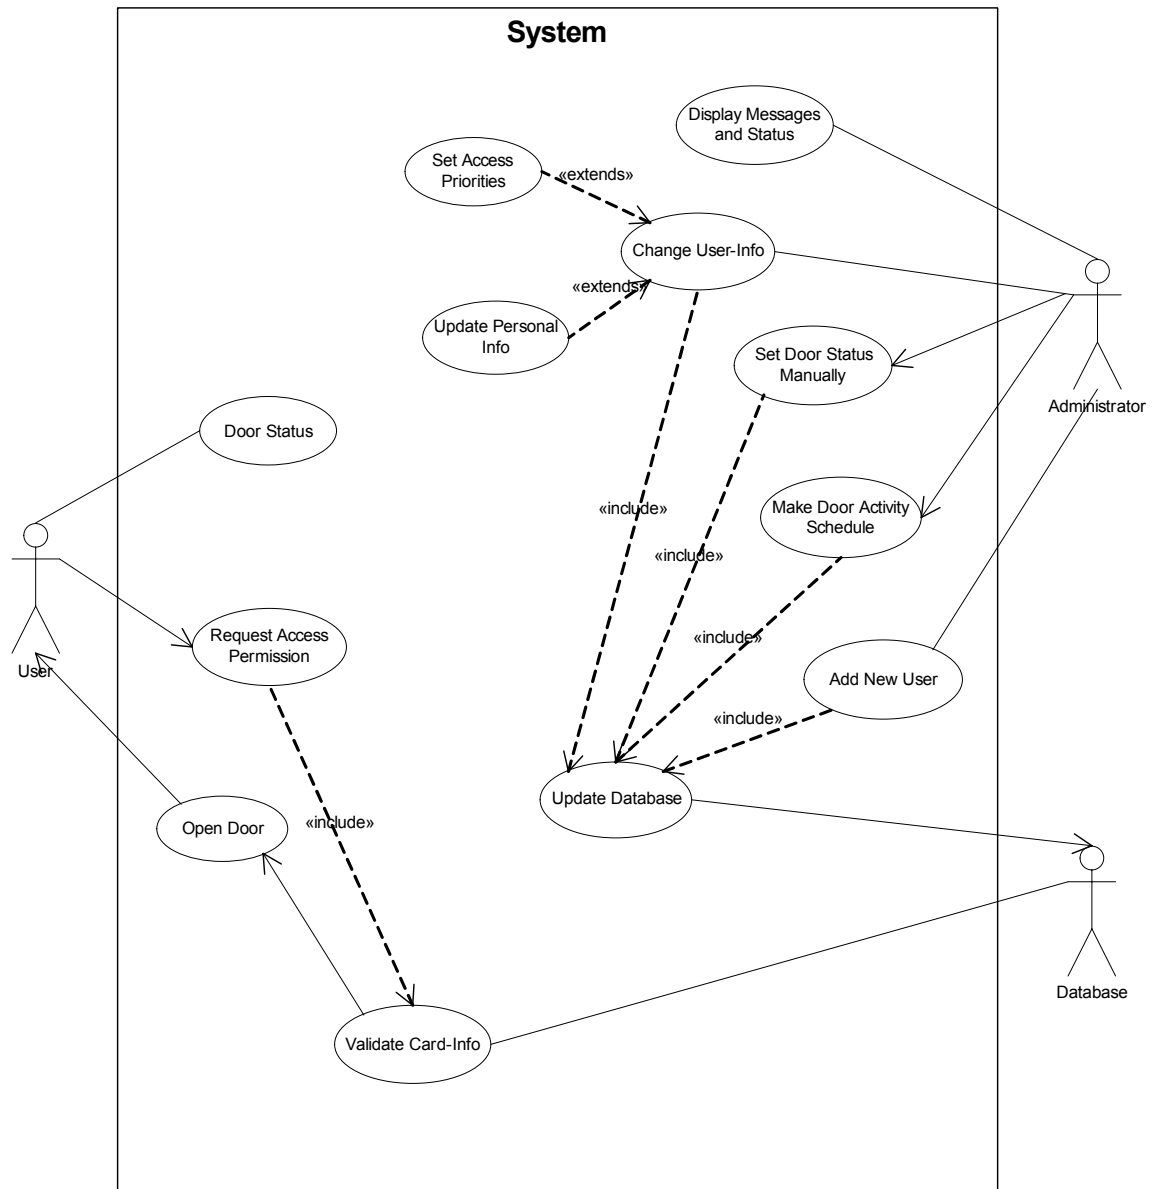 System
Display Messages
and Status
Set Access
Priorities
«extends»
Change User-Info
«extends»
Update Personal
Info
Set Door Status
Manually
Administrator
Door Status
Make Door Activity
Schedule
«include»
«include»
Request Access
Permission
«include»
User
Add New User
«include»
Update Database
Open Door
«include»
Database
Validate Card-Info